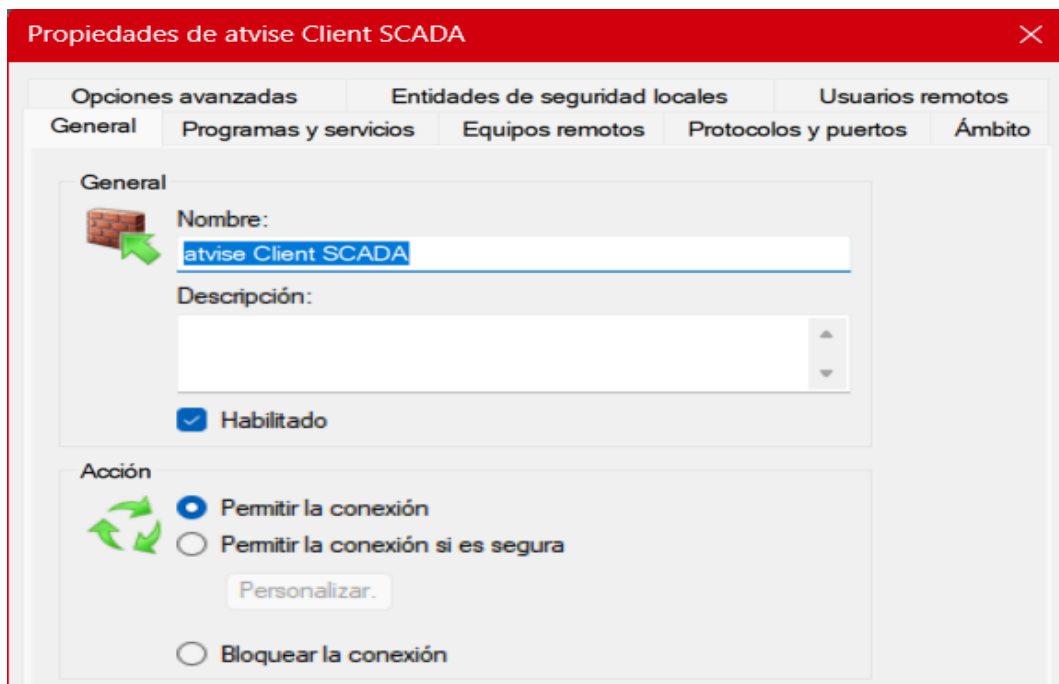 Propiedades de atvise Client SCADA
Opciones avanzadas Entidades de seguridad locales Usuarios remotos
General Programas y servicios Equipos remotos Protocolos y puertos Ámbito
General
Nombre:
atvise Client SCADA
Descripción:
Habilitado
Acción
Permitir la conexión
Permitir la conexión si es segura
Personalizar.
Bloquear la conexión